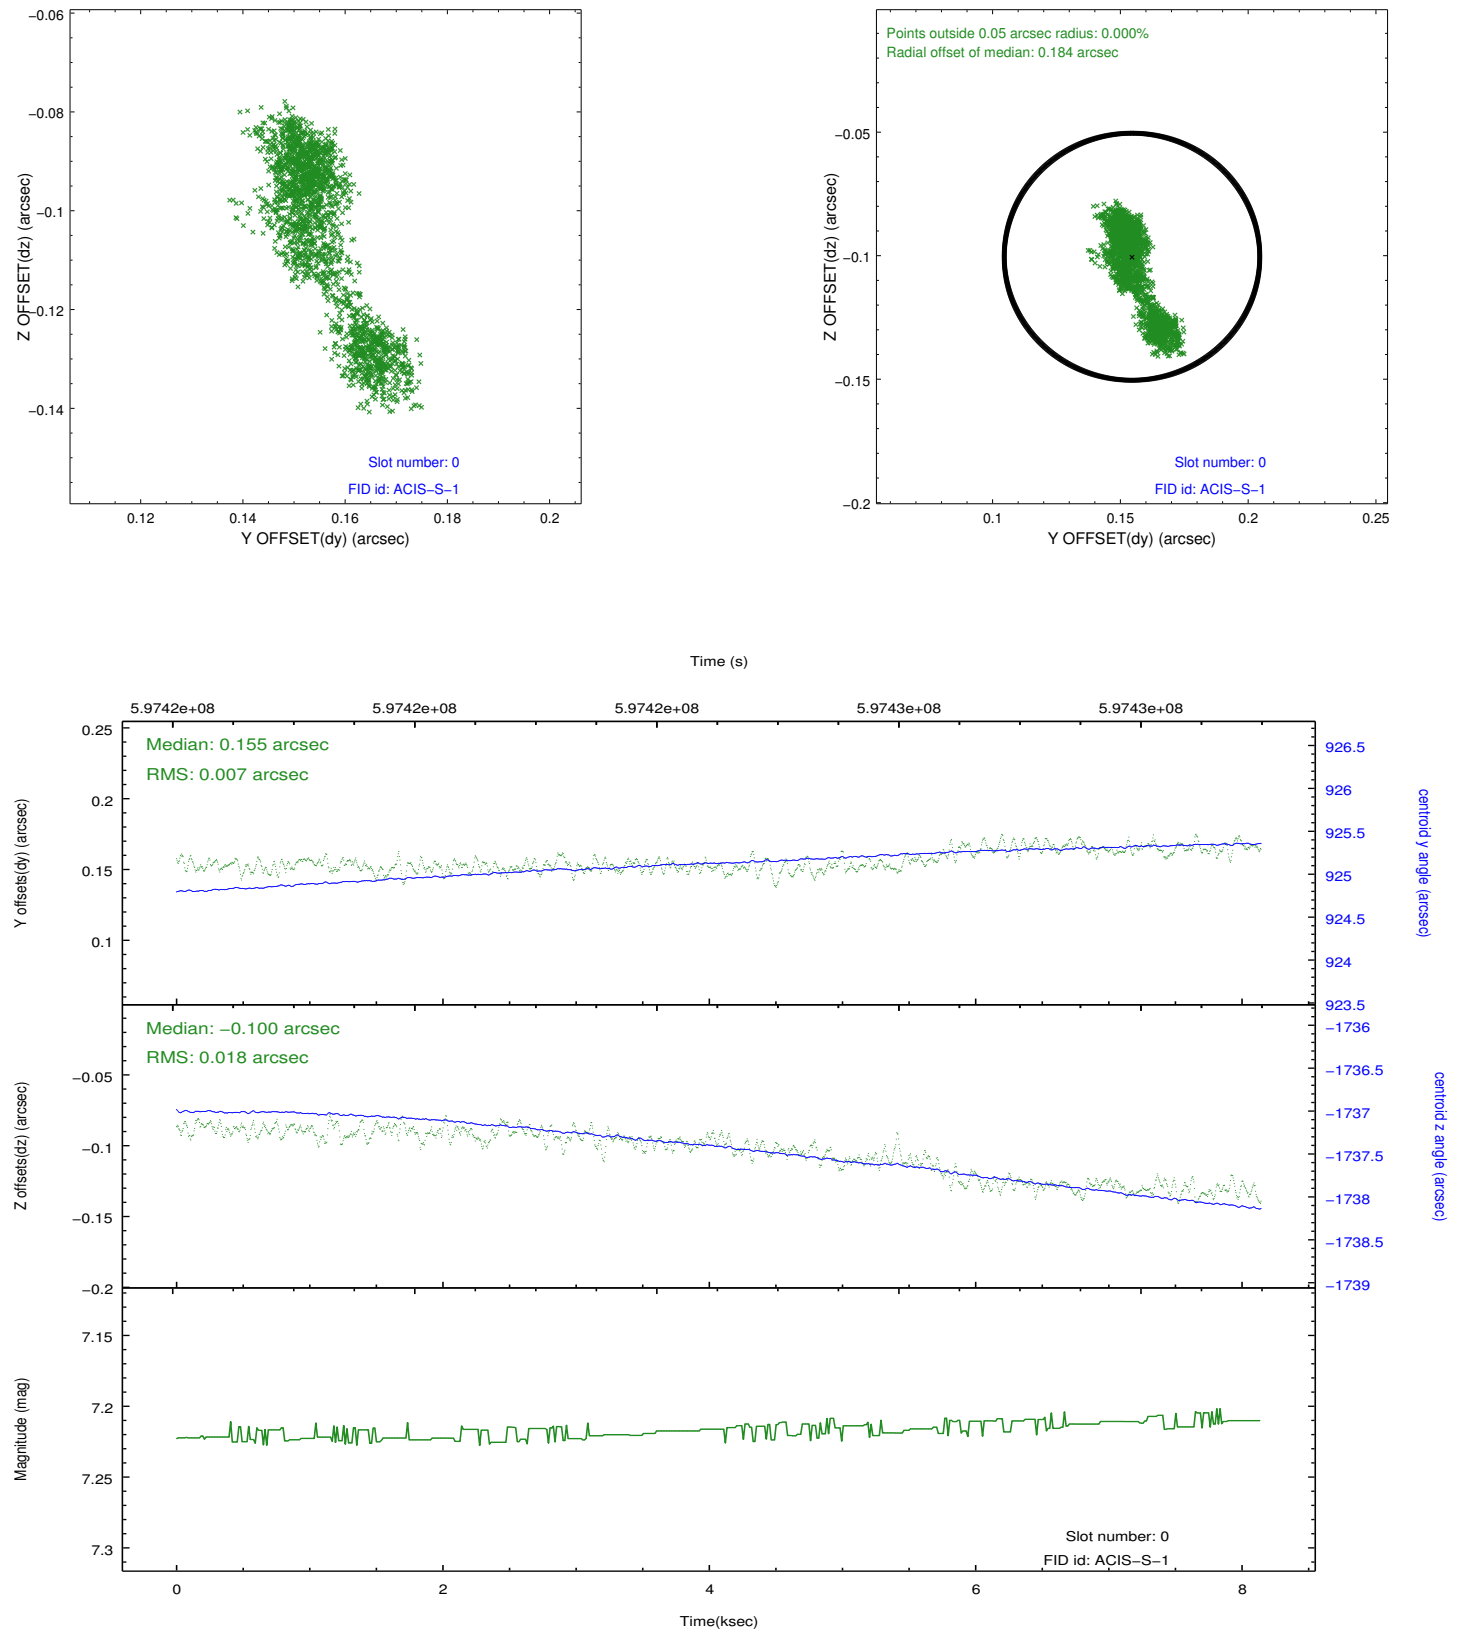 −0.06
−0.08
−0.1
−0.12
−0.14
Z OFFSET(dz) (arcsec)
Slot number: 0
FID id: ACIS−S−1
0.12 0.14 0.16 0.18 0.2
Y OFFSET(dy) (arcsec)
Points outside 0.05 arcsec radius: 0.000%
Radial offset of median: 0.184 arcsec
−0.05
−0.1
−0.15
−0.2
Z OFFSET(dz) (arcsec)
Slot number: 0
FID id: ACIS−S−1
0.1 0.15 0.2 0.25
Y OFFSET(dy) (arcsec)
Time (s)
5.9742e+08 5.9742e+08 5.9742e+08 5.9743e+08 5.9743e+08
0.25
0.2
0.15
0.1
Y offsets(dy) (arcsec)
Median: 0.155 arcsec
RMS: 0.007 arcsec
926.5
926
925.5
925
924.5
924
923.5
centroid y angle (arcsec)
−0.05
−0.1
−0.15
−0.2
Z offsets(dz) (arcsec)
Median: −0.100 arcsec
RMS: 0.018 arcsec
−1736
−1736.5
−1737
−1737.5
−1738
−1738.5
−1739
centroid z angle (arcsec)
7.15
7.2
7.25
7.3
Magnitude (mag)
Slot number: 0
FID id: ACIS−S−1
0 2 4 6 8
Time(ksec)